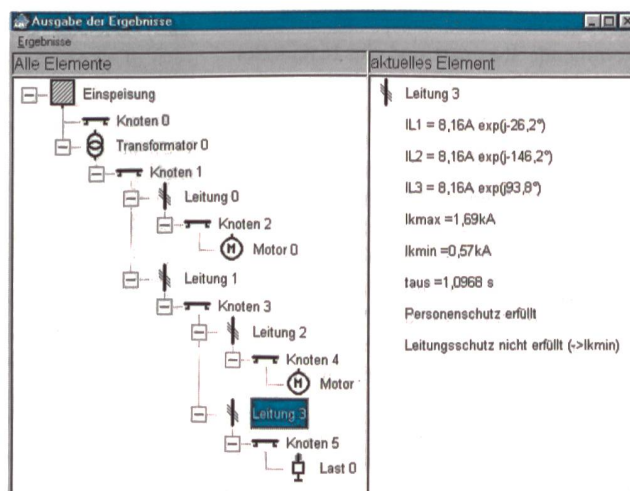 Ausgabe der Ergebnisse
Ergebnisse
Alle Elemente
Einspeisung
Knoten 0
Transformator 0
Knoten 1
Leitung 0
Knoten 2
M Motor 0
Leitung 1
Knoten 3
Leitung 2
Knoten 4
M Motor
Leitung 3
Knoten 5
Last 0
aktuelles Element
Leitung 3
IL1 = 8,16A exp(j-26,2°)
IL2 = 8,16A exp(j-146,2°)
IL3 = 8,16A exp(j93,8°)
Ikmax =1,69kA
Ikmin =0,57kA
taus =1,0968 s
Personenschutz erfüllt
Leitungsschutz nicht erfüllt (->Ikmin)